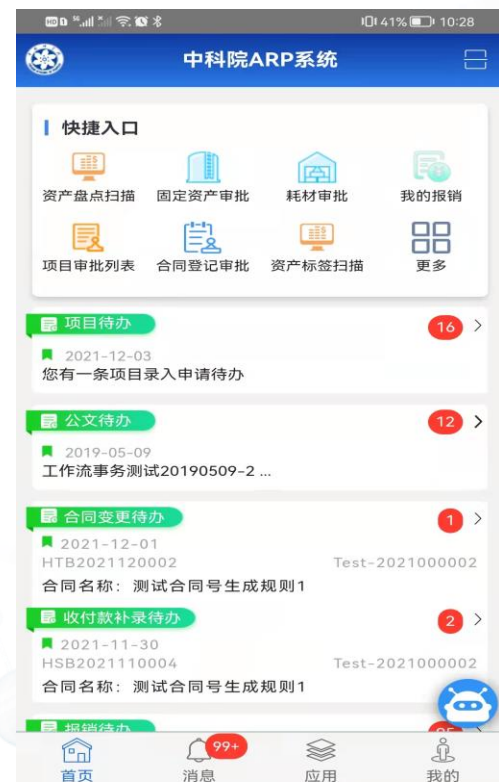 41% 10:28
中科院ARP系统
快捷入口
资产盘点扫描 固定资产审批 耗材审批 我的报销
项目审批列表 合同登记审批 资产标签扫描 更多
项目待办 16
2021-12-03
您有一条项目录入申请待办
公文待办 12
2019-05-09
工作流事务测试20190509-2 ...
合同变更待办 1
2021-12-01
HTB2021120002 Test-2021000002
合同名称: 测试合同号生成规则1
收付款补录待办 2
2021-11-30
HSB2021110004 Test-2021000002
合同名称: 测试合同号生成规则1
报销待办
99+
首页 消息 应用 我的